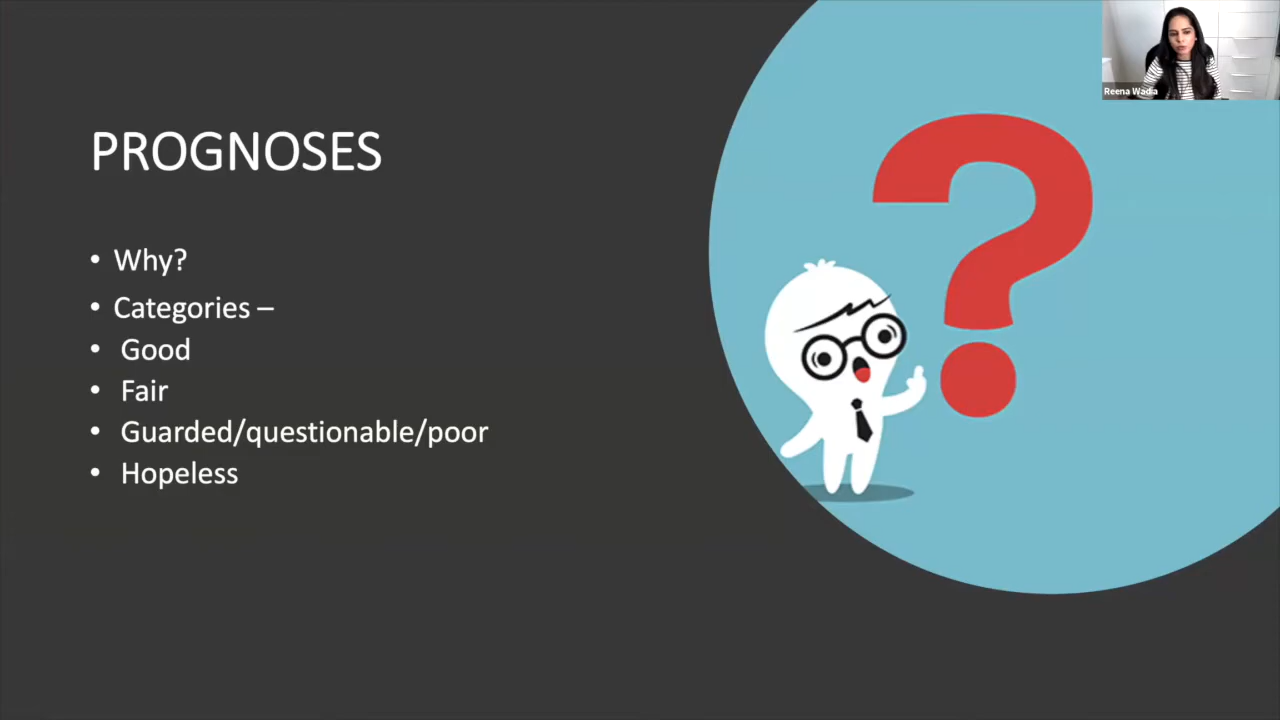 Reena Wadia
PROGNOSES
• Why?
• Categories –
• Good
• Fair
• Guarded/questionable/poor
• Hopeless
?